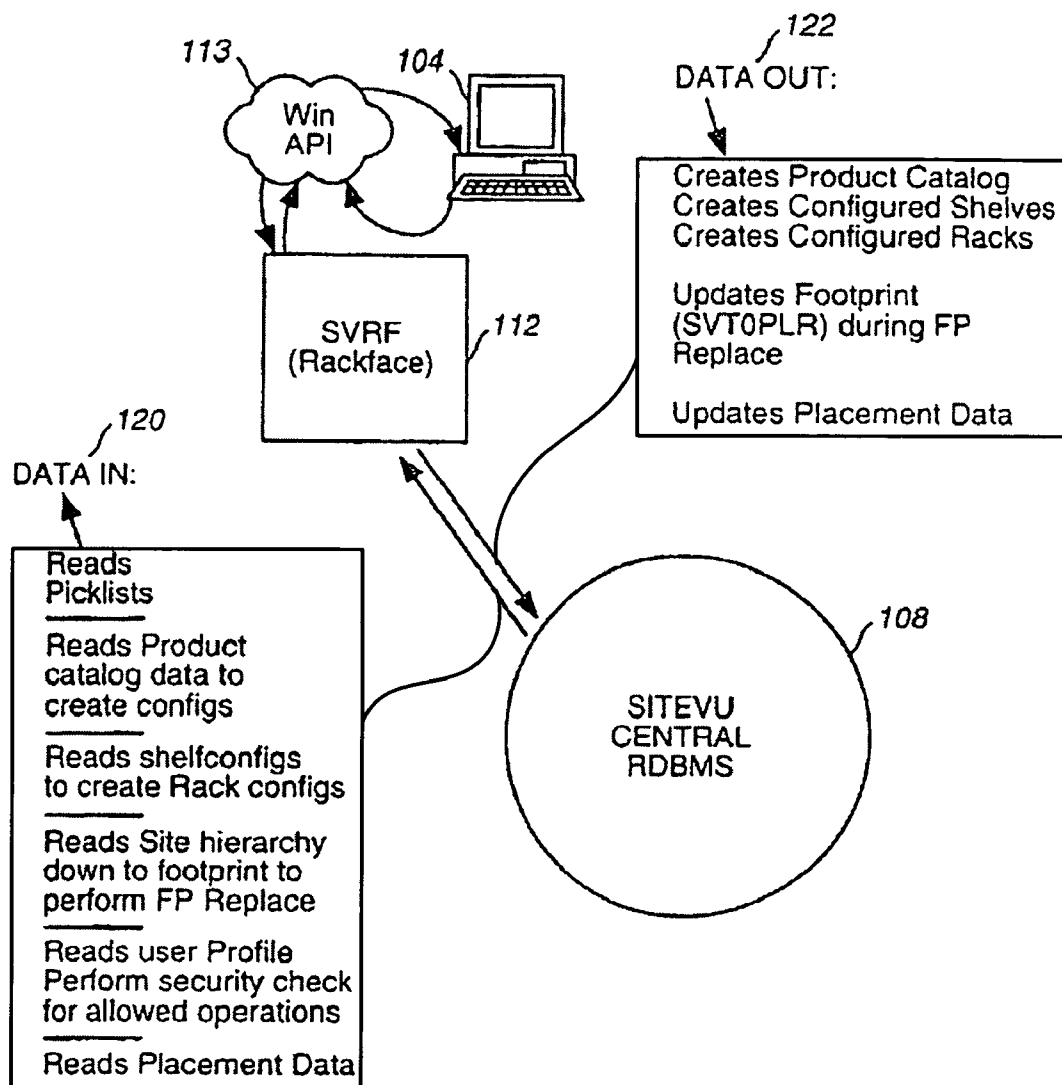 113
Win
API
104
122
DATA OUT:
Creates Product Catalog
Creates Configured Shelves
Creates Configured Racks
Updates Footprint
(SVT0PLR) during FP
Replace
Updates Placement Data
SVRF
(Rackface)
112
120
DATA IN:
Reads
Picklists
Reads Product
catalog data to
create configs
Reads shelfconfigs
to create Rack configs
Reads Site hierarchy
down to footprint to
perform FP Replace
Reads user Profile
Perform security check
for allowed operations
Reads Placement Data
108
SITEVU
CENTRAL
RDBMS